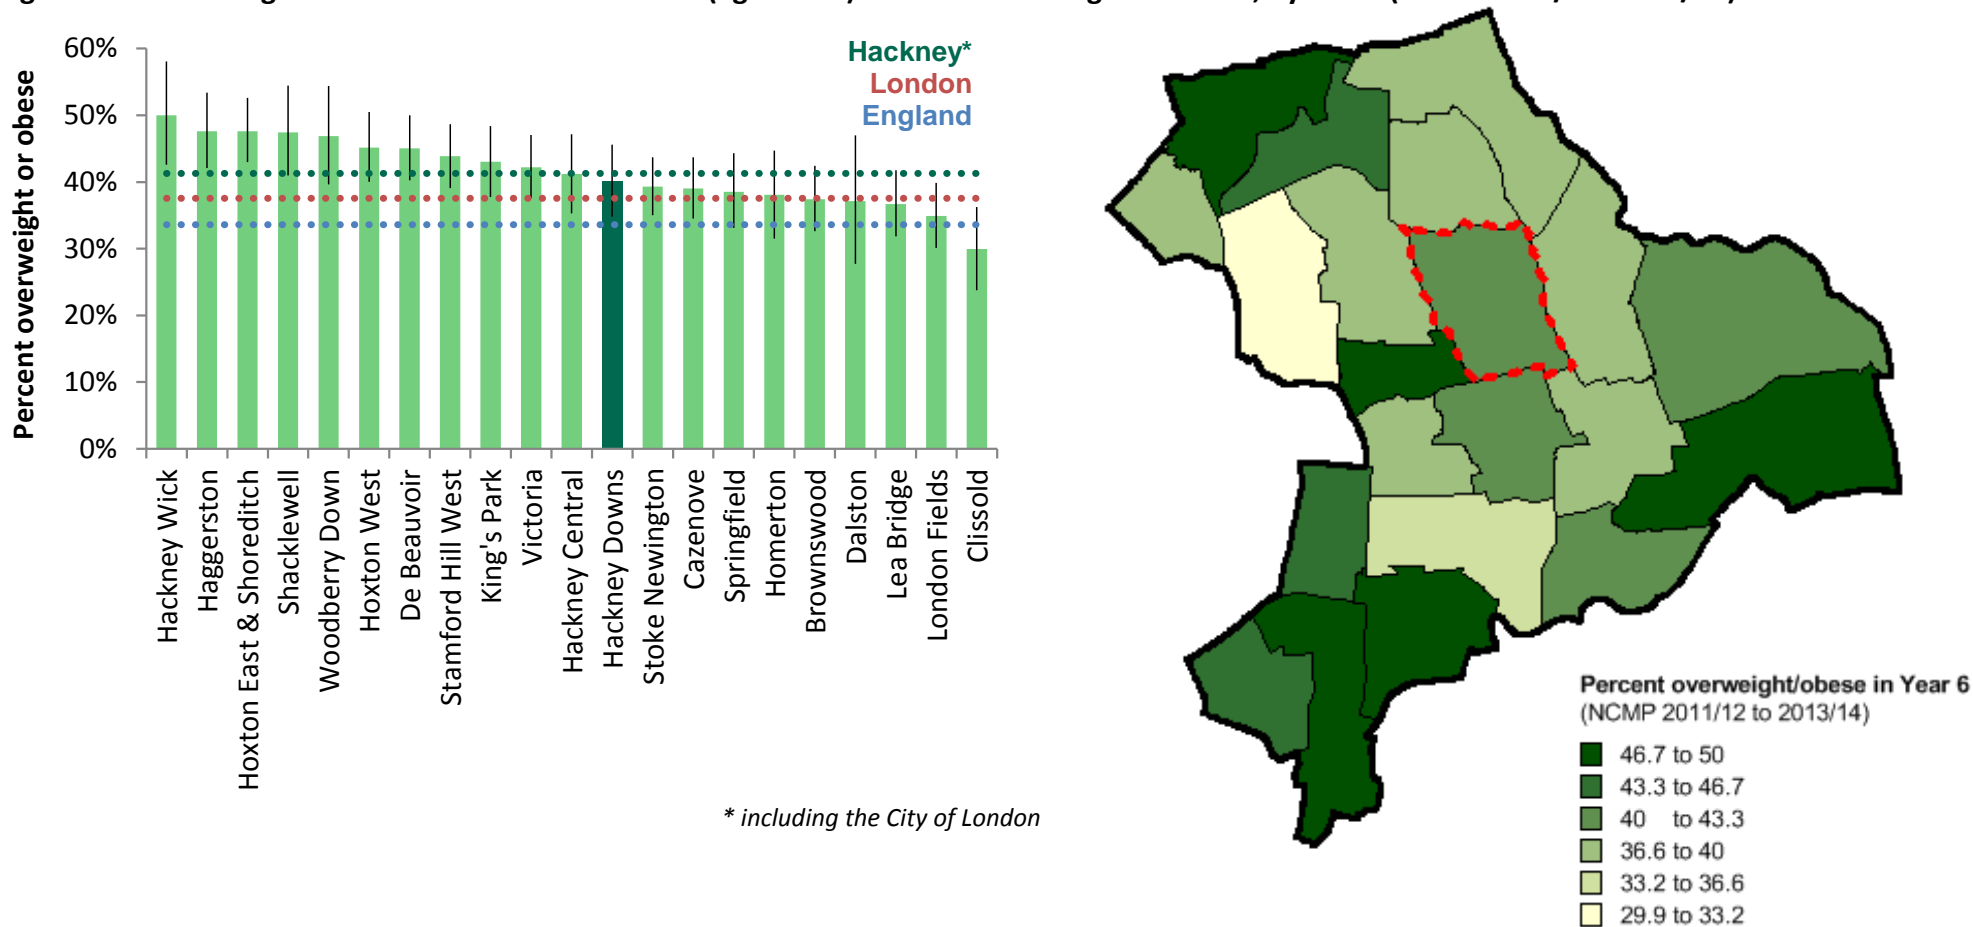 60%
50%
40%
30%
20%
10%
0%
Percent overweight or obese
Hackney*
London
England
Hackney Wick
Haggerston
Hoxton East & Shoreditch
Shacklewell
Woodberry Down
Hoxton West
De Beauvoir
Stamford Hill West
King's Park
Victoria
Hackney Central
Hackney Downs
Stoke Newington
Cazenove
Springfield
Homerton
Brownswood
Dalston
Lea Bridge
London Fields
Clissold
* including the City of London
Percent overweight/obese in Year 6
(NCMP 2011/12 to 2013/14)
46.7 to 50
43.3 to 46.7
40 to 43.3
36.6 to 40
33.2 to 36.6
29.9 to 33.2